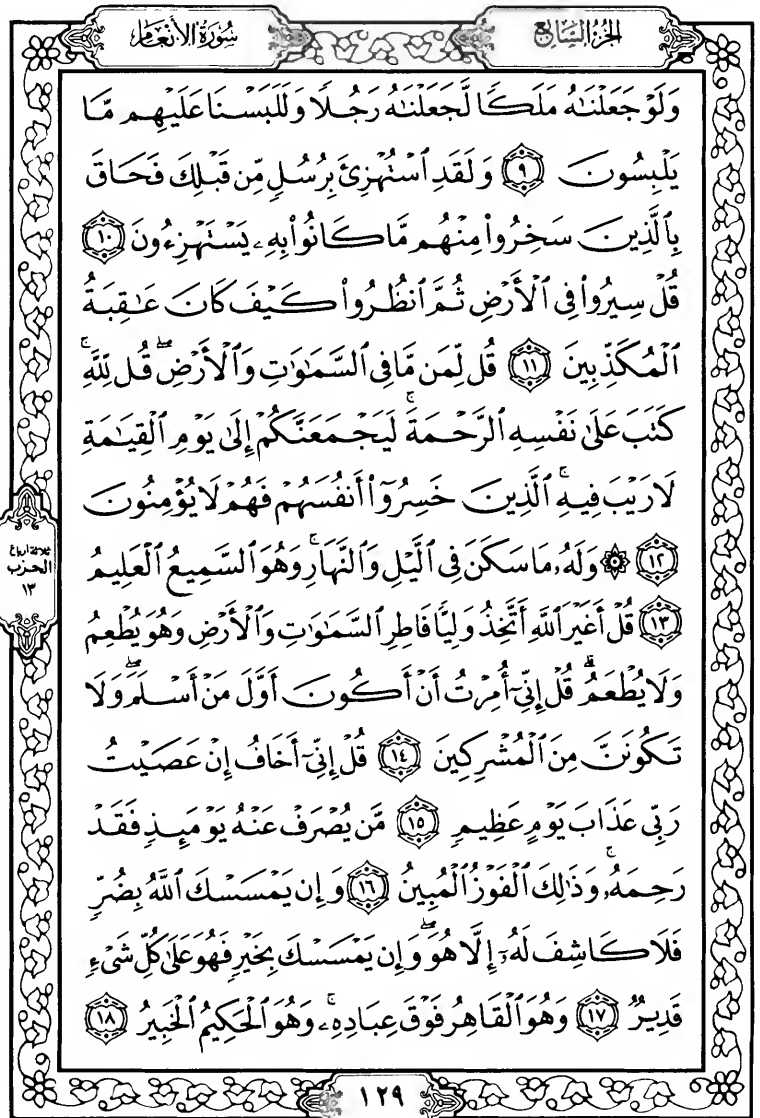 الجزء السابع
سورة الأنعام
وَلَوْ جَعَلْنَٰهُ مَلَكًا لَّجَعَلْنَٰهُ رَجُلًا وَلَلَبَسْنَا عَلَيْهِم مَّا
يَلْبِسُونَ ٩ وَلَقَدِ ٱسْتُهْزِئَ بِرُسُلٍ مِّن قَبْلِكَ فَحَاقَ
بِٱلَّذِينَ سَخِرُوا۟ مِنْهُم مَّا كَانُوا۟ بِهِۦ يَسْتَهْزِءُونَ ١٠
قُلْ سِيرُوا۟ فِى ٱلْأَرْضِ ثُمَّ ٱنظُرُوا۟ كَيْفَ كَانَ عَٰقِبَةُ
ٱلْمُكَذِّبِينَ ١١ قُل لِّمَن مَّا فِى ٱلسَّمَٰوَٰتِ وَٱلْأَرْضِ ۖ قُل لِّلَّهِ ۚ
كَتَبَ عَلَىٰ نَفْسِهِ ٱلرَّحْمَةَ ۚ لَيَجْمَعَنَّكُمْ إِلَىٰ يَوْمِ ٱلْقِيَٰمَةِ
لَا رَيْبَ فِيهِ ۚ ٱلَّذِينَ خَسِرُوٓا۟ أَنفُسَهُمْ فَهُمْ لَا يُؤْمِنُونَ
١٢ ۞ وَلَهُۥ مَا سَكَنَ فِى ٱلَّيْلِ وَٱلنَّهَارِ ۚ وَهُوَ ٱلسَّمِيعُ ٱلْعَلِيمُ
١٣ قُلْ أَغَيْرَ ٱللَّهِ أَتَّخِذُ وَلِيًّا فَاطِرِ ٱلسَّمَٰوَٰتِ وَٱلْأَرْضِ وَهُوَ يُطْعِمُ
وَلَا يُطْعَمُ ۗ قُلْ إِنِّىٓ أُمِرْتُ أَنْ أَكُونَ أَوَّلَ مَنْ أَسْلَمَ ۖ وَلَا
تَكُونَنَّ مِنَ ٱلْمُشْرِكِينَ ١٤ قُلْ إِنِّىٓ أَخَافُ إِنْ عَصَيْتُ
رَبِّى عَذَابَ يَوْمٍ عَظِيمٍ ١٥ مَّن يُصْرَفْ عَنْهُ يَوْمَئِذٍ فَقَدْ
رَحِمَهُۥ ۚ وَذَٰلِكَ ٱلْفَوْزُ ٱلْمُبِينُ ١٦ وَإِن يَمْسَسْكَ ٱللَّهُ بِضُرٍّ
فَلَا كَاشِفَ لَهُۥٓ إِلَّا هُوَ ۖ وَإِن يَمْسَسْكَ بِخَيْرٍ فَهُوَ عَلَىٰ كُلِّ شَىْءٍ
قَدِيرٌ ١٧ وَهُوَ ٱلْقَاهِرُ فَوْقَ عِبَادِهِۦ ۚ وَهُوَ ٱلْحَكِيمُ ٱلْخَبِيرُ ١٨
ثلاثة أرباع
الحزب
١٣
١٢٩